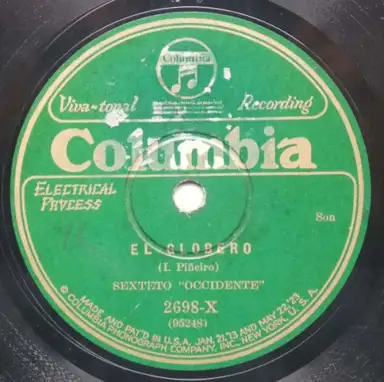 Columbia
Viva-tonal Recording
Columbia
ELECTRICAL
PROCESS
Son
EL GLOBERO
(I. Piñeiro)
SEXTETO "OCCIDENTE"
2698-X
(95248)
MADE AND PAT'D IN U.S.A. JAN. 21,'13 AND MAY 22,'23
© COLUMBIA PHONOGRAPH COMPANY, INC., NEW YORK, U.S.A.